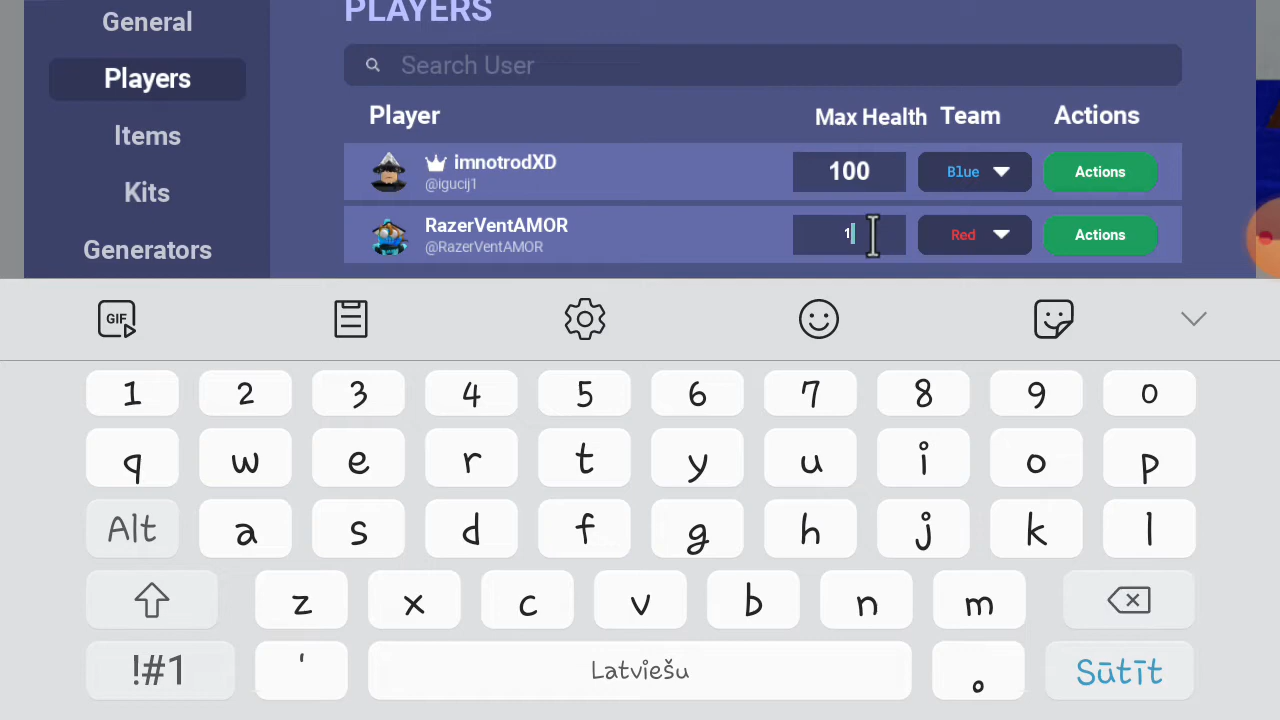 General
PLAYERS
Search User
Players
Player Max Health Team Actions
Items
imnotrodXD
@igucij1
100 Blue Actions
Kits
RazerVentAMOR
@RazerVentAMOR
1 Red Actions
Generators
GIF
1 2 3 4 5 6 7 8 9 0
q w e r t y u i o p
Alt a s d f g h j k l
z x c v b n m
!#1 ' Latviešu . Sūtīt